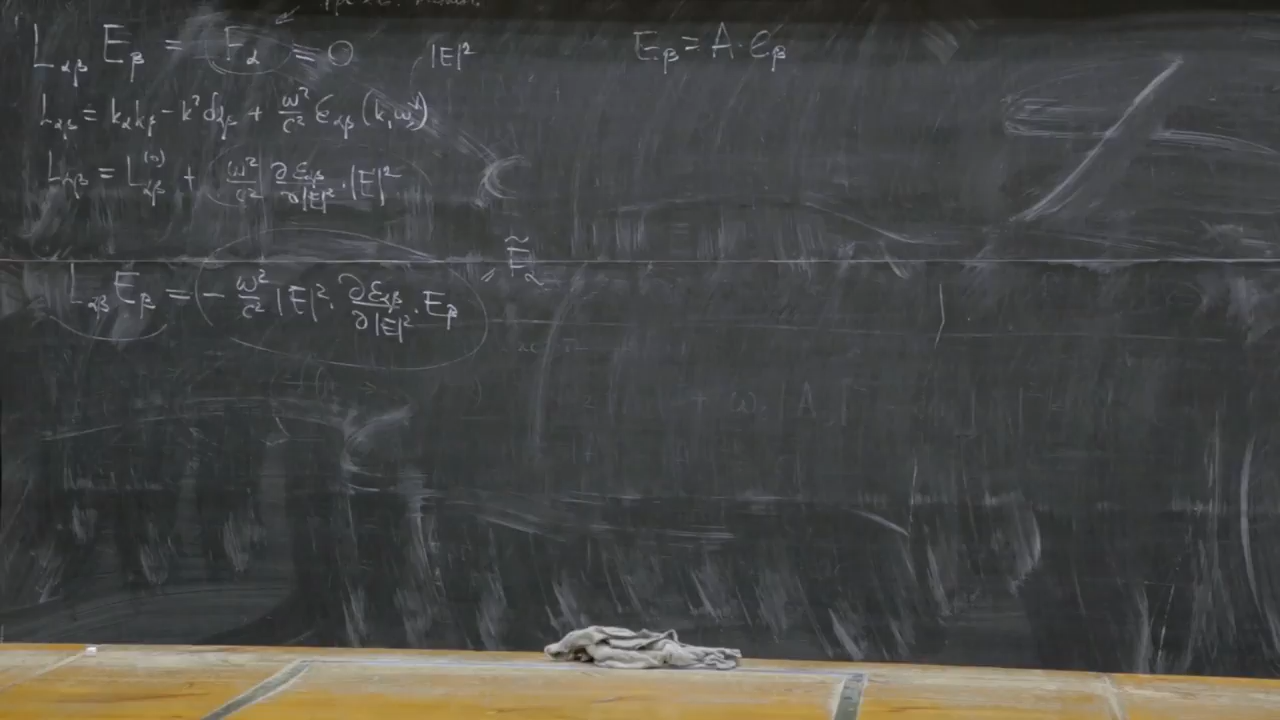 L_{αβ} E_β = F_α = 0   |E|²   E_β = A · e_β
L_{αβ} = k_α k_β − k² δ_{αβ} + ω²/c² ε_{αβ} (k, ω)
L_{αβ} = L_{αβ}^{(0)} + ω²/c² ∂ε_{αβ}/∂|E|² · |E|²
L_{αβ} E_β = − ω²/c² |E|² · ∂ε_{αβ}/∂|E|² · E_β = F̃_α